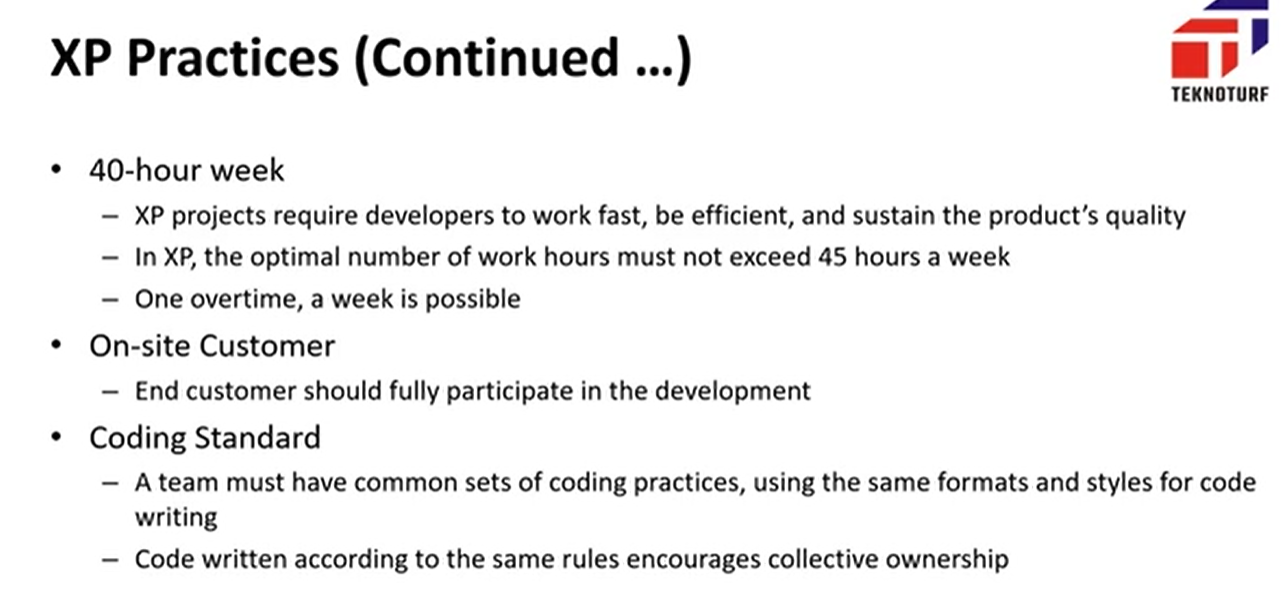 XP Practices (Continued ...)
TEKNOTURF
• 40-hour week
– XP projects require developers to work fast, be efficient, and sustain the product’s quality
– In XP, the optimal number of work hours must not exceed 45 hours a week
– One overtime, a week is possible
• On-site Customer
– End customer should fully participate in the development
• Coding Standard
– A team must have common sets of coding practices, using the same formats and styles for code
writing
– Code written according to the same rules encourages collective ownership